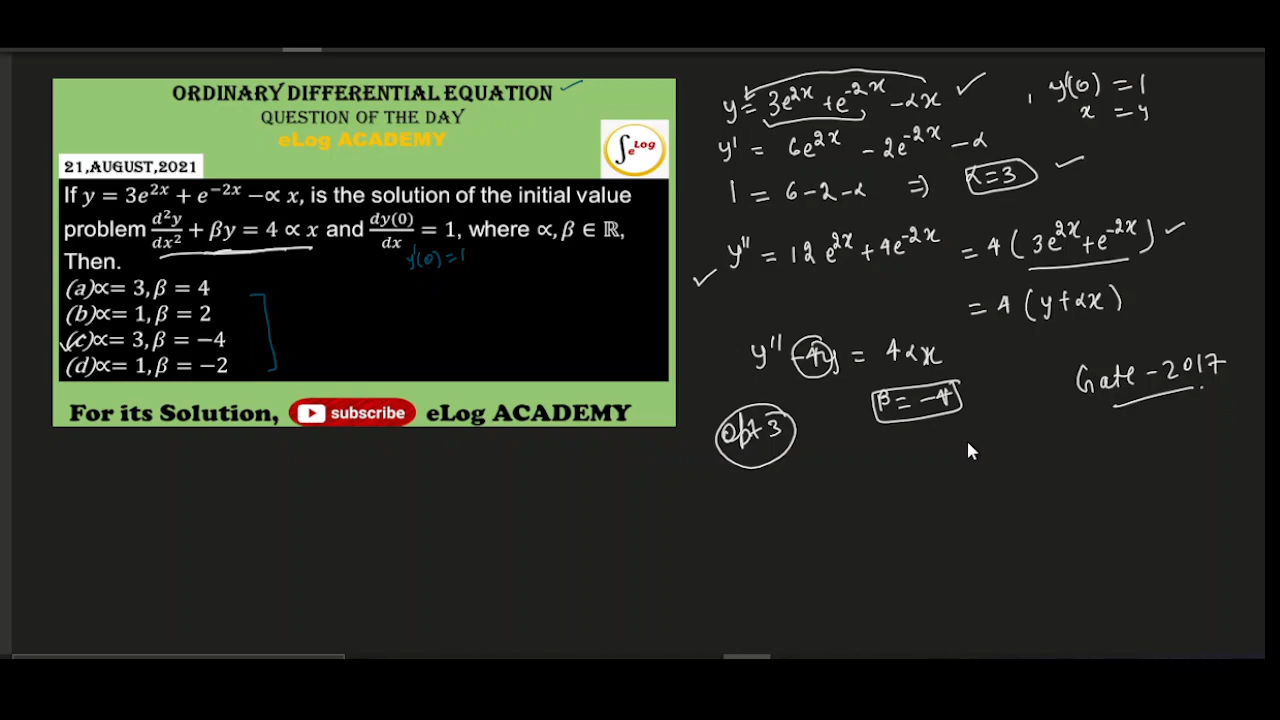 ORDINARY DIFFERENTIAL EQUATION
QUESTION OF THE DAY
eLog ACADEMY
∫ e Log
21,AUGUST,2021
If y = 3e^{2x} + e^{−2x} −∝ x, is the solution of the initial value
problem d²y/dx² + βy = 4 ∝ x and dy(0)/dx = 1, where ∝, β ∈ ℝ,
y'(0) = 1
Then.
(a)∝= 3, β = 4
(b)∝= 1, β = 2
(c)∝= 3, β = −4
(d)∝= 1, β = −2
For its Solution, subscribe eLog ACADEMY
y = 3e^{2x} + e^{-2x} - αx , y'(0) = 1
y' = 6e^{2x} - 2e^{-2x} - α
1 = 6 - 2 - α ⇒ α = 3
y'' = 12e^{2x} + 4e^{-2x} = 4(3e^{2x} + e^{-2x})
= 4(y + αx)
y'' - 4y = 4αx
β = -4
Gate - 2017
Opt 3